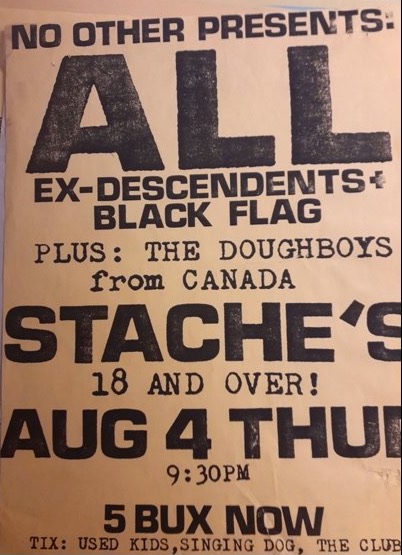 NO OTHER PRESENTS:
ALL
EX-DESCENDENTS+
BLACK FLAG
PLUS: THE DOUGHBOYS
from CANADA
STACHE'S
18 AND OVER!
AUG 4 THU
9:30PM
5 BUX NOW
TIX: USED KIDS, SINGING DOG, THE CLUB